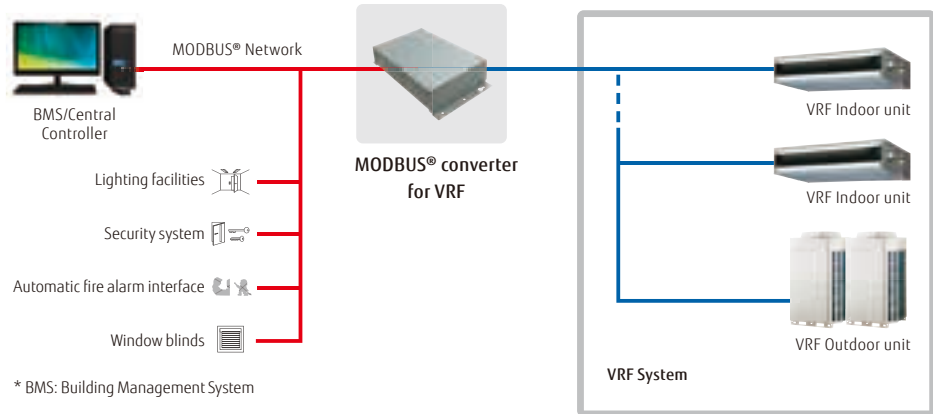 MODBUS® Network
BMS/Central
Controller
MODBUS® converter
for VRF
Lighting facilities
Security system
Automatic fire alarm interface
Window blinds
* BMS: Building Management System
VRF Indoor unit
VRF Indoor unit
VRF Outdoor unit
VRF System